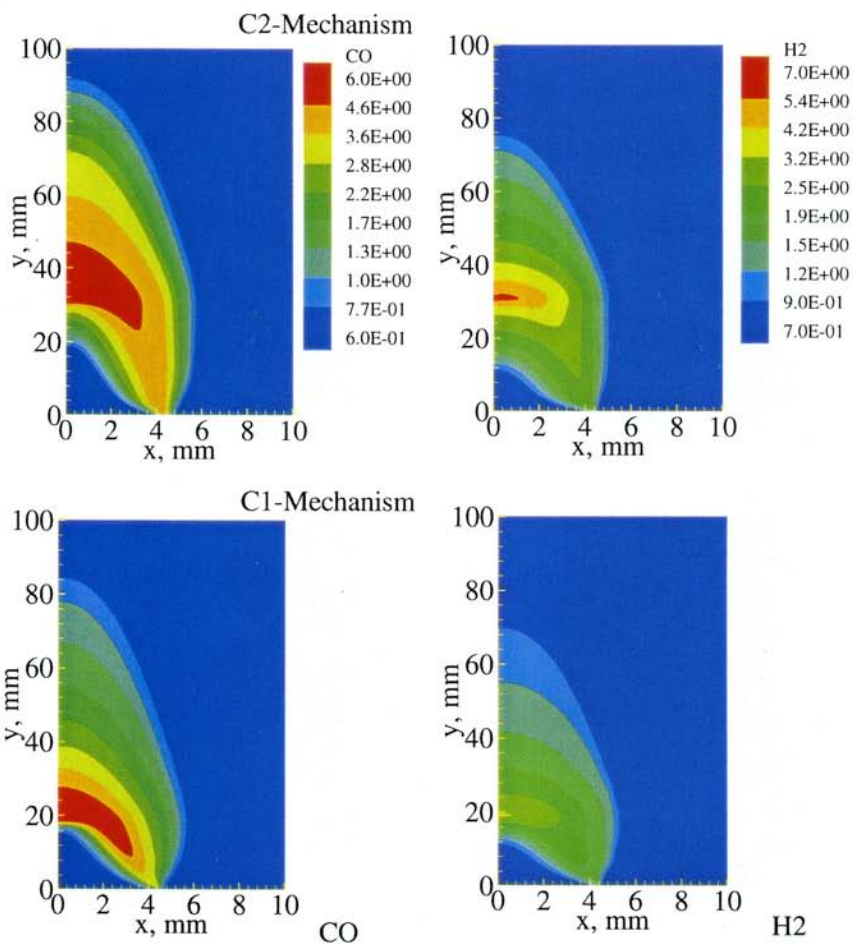 C2-Mechanism
CO
6.0E+00
4.6E+00
3.6E+00
2.8E+00
2.2E+00
1.7E+00
1.3E+00
1.0E+00
7.7E-01
6.0E-01
100
80
60
40
20
0
y, mm
0 2 4 6 8 10
x, mm
H2
7.0E+00
5.4E+00
4.2E+00
3.2E+00
2.5E+00
1.9E+00
1.5E+00
1.2E+00
9.0E-01
7.0E-01
100
80
60
40
20
0
y, mm
0 2 4 6 8 10
x, mm
C1-Mechanism
100
80
60
40
20
0
y, mm
0 2 4 6 8 10
x, mm
CO
100
80
60
40
20
0
y, mm
0 2 4 6 8 10
x, mm
H2